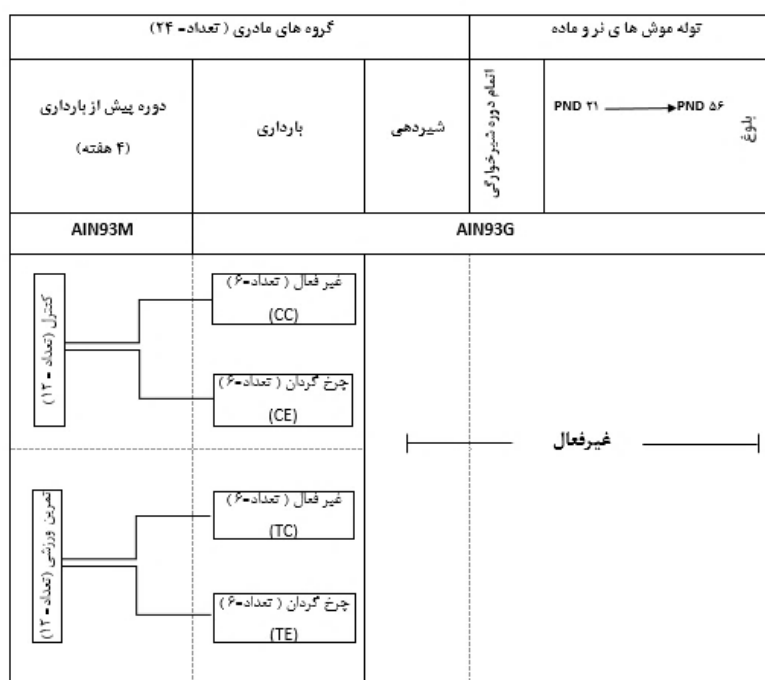 توله موش ها ی نر و ماده
گروه های مادری ( تعداد= ۲۴)
بلوغ
PND ۲۱ PND ۵۶
اتمام دوره شیرخوارگی
شیردهی
بارداری
دوره پیش از بارداری
(۴ هفته)
AIN93G
AIN93M
غیر فعال ( تعداد=۶)
(CC)
کنترل (تعداد = ۱۲)
چرخ گردان ( تعداد=۶)
(CE)
غیرفعال
غیر فعال ( تعداد=۶)
(TC)
تمرین ورزشی (تعداد= ۱۲)
چرخ گردان ( تعداد=۶)
(TE)